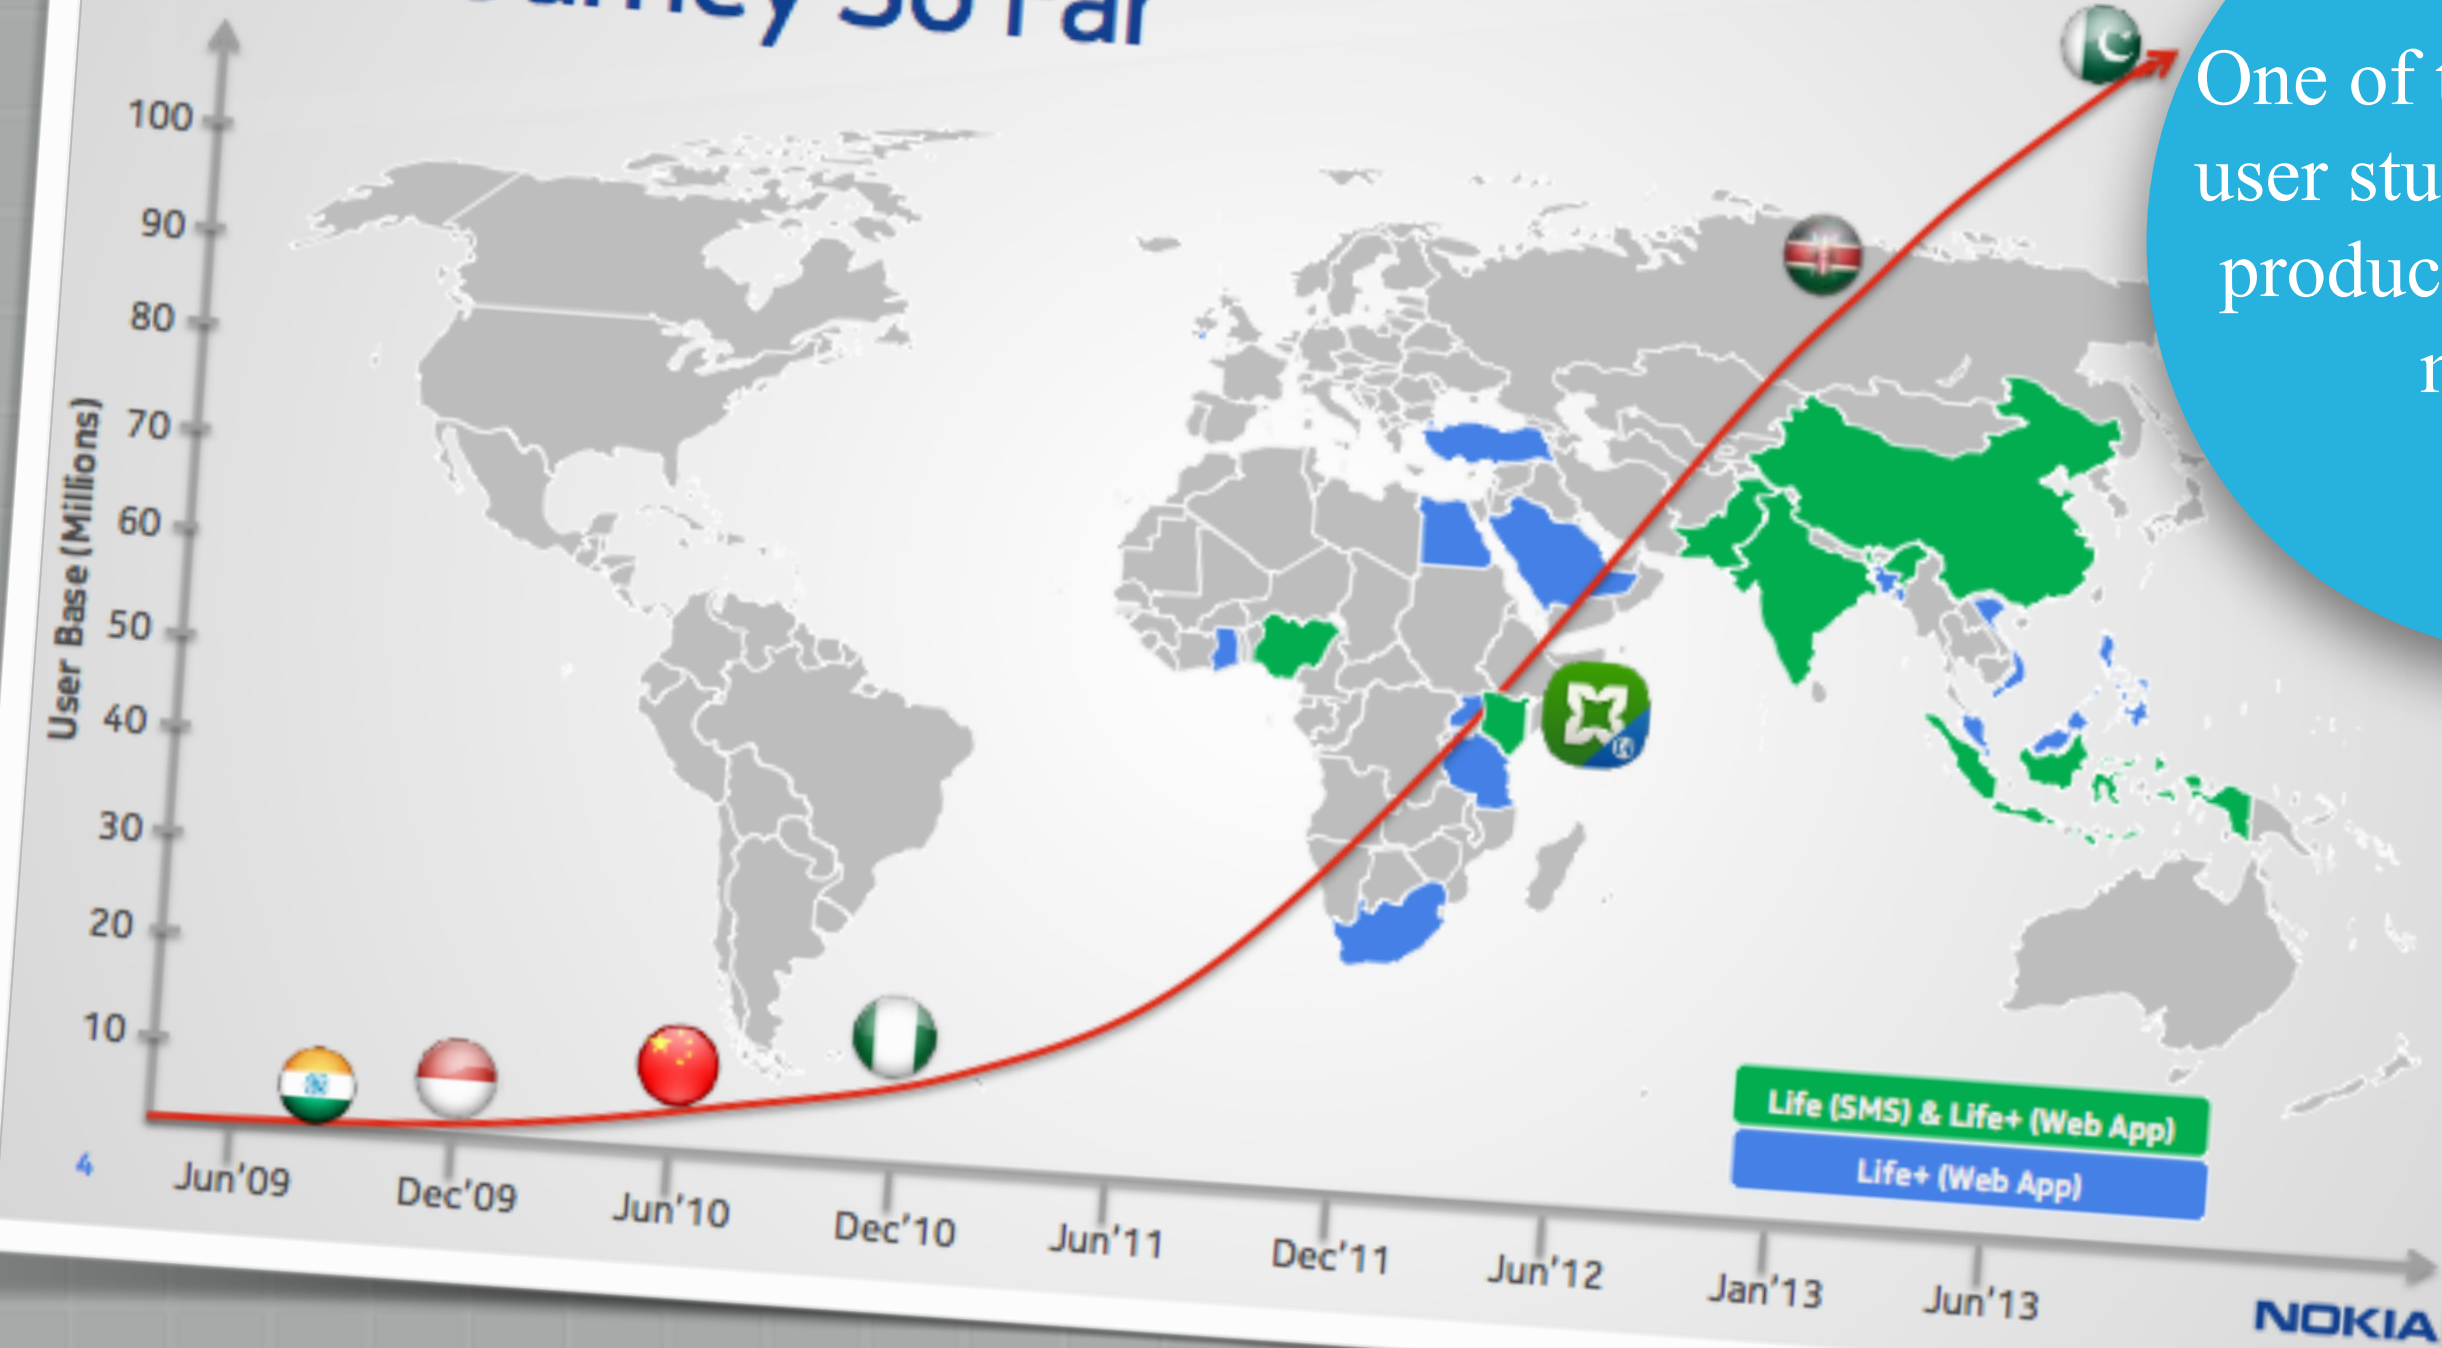 So Far
One of
user
100
90
80
70
60
50
40
30
20
10
User Base (Millions)
Life (SMS) & Life+ (Web App)
Life+ (Web App)
4
Jun'09
Dec'09
Jun'10
Dec'10
Jun'11
Dec'11
Jun'12
Jan'13
Jun'13
NOKIA